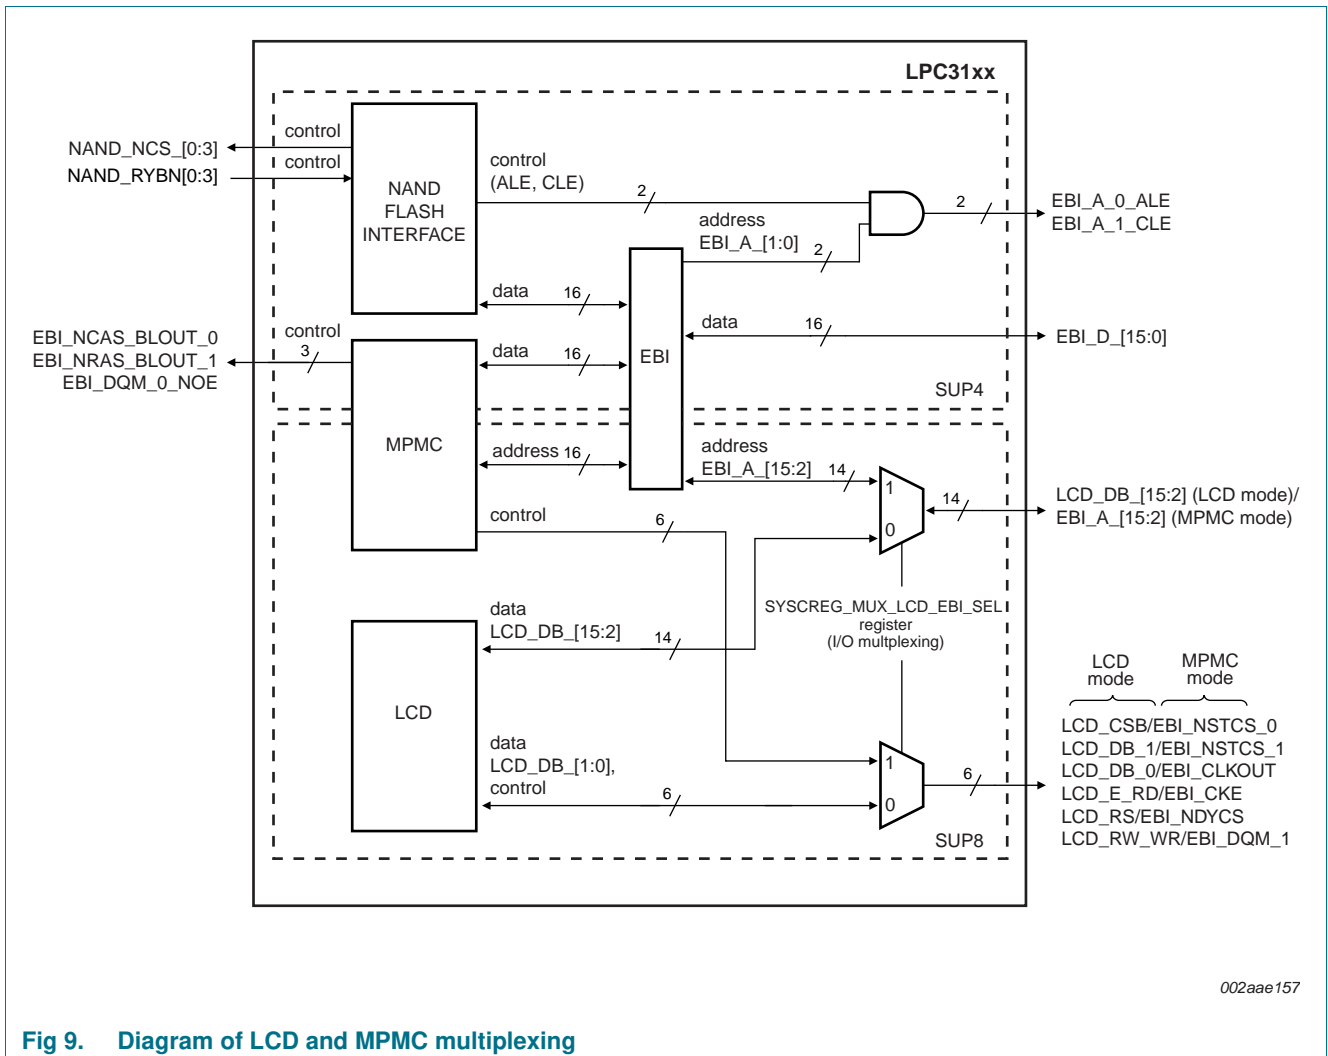 LPC31xx
control
NAND_NCS_[0:3]
control
NAND_RYBN[0:3]
NAND
FLASH
INTERFACE
control
(ALE, CLE)
2
address
EBI_A_[1:0]
2
2
EBI_A_0_ALE
EBI_A_1_CLE
data
16
control
3
EBI_NCAS_BLOUT_0
EBI_NRAS_BLOUT_1
EBI_DQM_0_NOE
data
16
EBI
data
16
EBI_D_[15:0]
SUP4
MPMC
address
16
address
EBI_A_[15:2]
14
1
0
14
LCD_DB_[15:2] (LCD mode)/
EBI_A_[15:2] (MPMC mode)
control
6
SYSCREG_MUX_LCD_EBI_SEL
register
(I/O multplexing)
data
LCD_DB_[15:2]
14
LCD
data
LCD_DB_[1:0],
control
6
1
0
6
SUP8
LCD
mode
MPMC
mode
LCD_CSB/EBI_NSTCS_0
LCD_DB_1/EBI_NSTCS_1
LCD_DB_0/EBI_CLKOUT
LCD_E_RD/EBI_CKE
LCD_RS/EBI_NDYCS
LCD_RW_WR/EBI_DQM_1
002aae157
Fig 9. Diagram of LCD and MPMC multiplexing